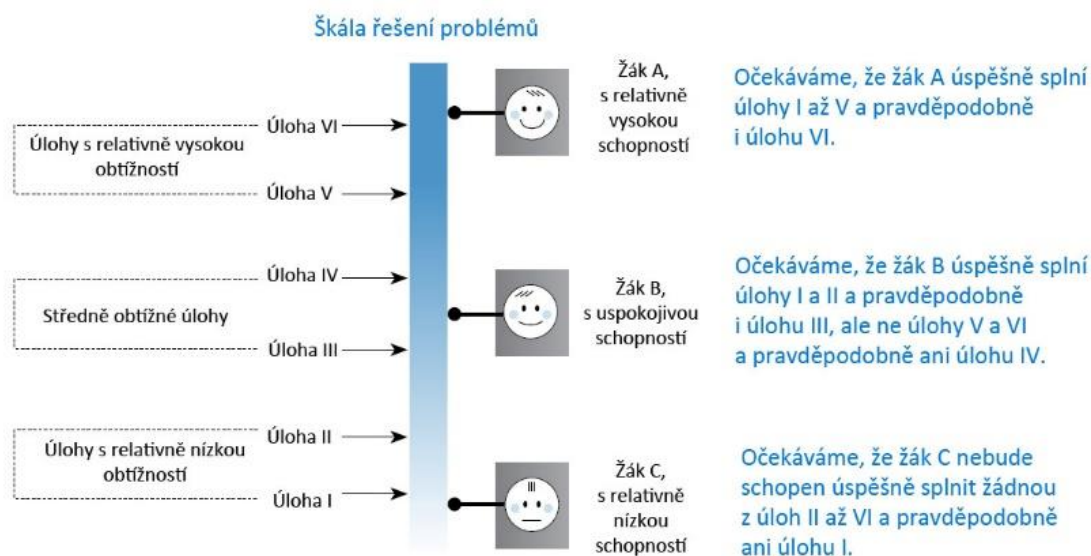 Škála řešení problémů
Úlohy s relativně vysokou
obtížností
Úloha VI
Úloha V
Žák A,
s relativně
vysokou
schopností
Očekáváme, že žák A úspěšně splní
úlohy I až V a pravděpodobně
i úlohu VI.
Středně obtížné úlohy
Úloha IV
Úloha III
Žák B,
s uspokojivou
schopností
Očekáváme, že žák B úspěšně splní
úlohy I a II a pravděpodobně
i úlohu III, ale ne úlohy V a VI
a pravděpodobně ani úlohu IV.
Úlohy s relativně nízkou
obtížností
Úloha II
Úloha I
Žák C,
s relativně
nízkou
schopností
Očekáváme, že žák C nebude
schopen úspěšně splnit žádnou
z úloh II až VI a pravděpodobně
ani úlohu I.